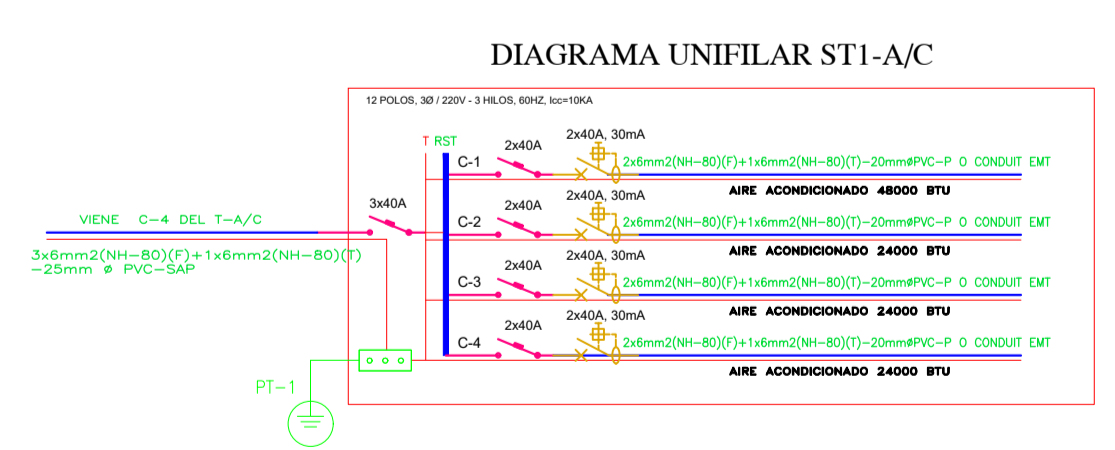 DIAGRAMA UNIFILAR ST1-A/C
12 POLOS, 3Ø / 220V - 3 HILOS, 60HZ, Icc=10KA
T RST
C-1
2x40A
2x40A, 30mA
2x6mm2(NH-80)(F)+1x6mm2(NH-80)(T)-20mmøPVC-P O CONDUIT EMT
AIRE ACONDICIONADO 48000 BTU
VIENE C-4 DEL T-A/C
3x40A
3x6mm2(NH-80)(F)+1x6mm2(NH-80)(T)
-25mm ø PVC-SAP
C-2
2x40A
2x40A, 30mA
2x6mm2(NH-80)(F)+1x6mm2(NH-80)(T)-20mmøPVC-P O CONDUIT EMT
AIRE ACONDICIONADO 24000 BTU
C-3
2x40A
2x40A, 30mA
2x6mm2(NH-80)(F)+1x6mm2(NH-80)(T)-20mmøPVC-P O CONDUIT EMT
AIRE ACONDICIONADO 24000 BTU
C-4
2x40A
2x40A, 30mA
2x6mm2(NH-80)(F)+1x6mm2(NH-80)(T)-20mmøPVC-P O CONDUIT EMT
AIRE ACONDICIONADO 24000 BTU
PT-1